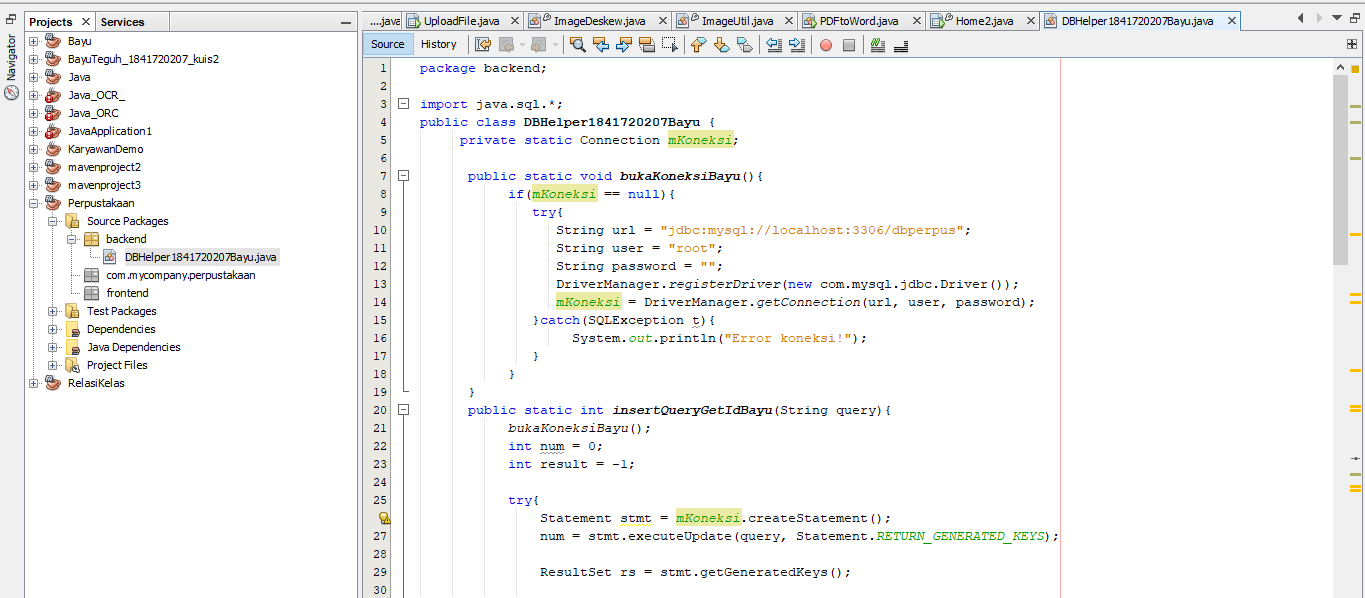 Navigator
Projects
Services
Bayu
BayuTeguh_1841720207_kuis2
Java
Java_OCR_
Java_ORC
JavaApplication1
KaryawanDemo
mavenproject2
mavenproject3
Perpustakaan
Source Packages
backend
DBHelper1841720207Bayu.java
com.mycompany.perpustakaan
frontend
Test Packages
Dependencies
Java Dependencies
Project Files
RelasiKelas
....java UploadFile.java ImageDeskew.java ImageUtil.java PDFtoWord.java Home2.java DBHelper1841720207Bayu.java
Source History
1 package backend;
2
3 import java.sql.*;
4 public class DBHelper1841720207Bayu {
5 private static Connection mKoneksi;
6
7 public static void bukaKoneksiBayu(){
8 if(mKoneksi == null){
9 try{
10 String url = "jdbc:mysql://localhost:3306/dbperpus";
11 String user = "root";
12 String password = "";
13 DriverManager.registerDriver(new com.mysql.jdbc.Driver());
14 mKoneksi = DriverManager.getConnection(url, user, password);
15 }catch(SQLException t){
16 System.out.println("Error koneksi!");
17 }
18 }
19 }
20 public static int insertQueryGetIdBayu(String query){
21 bukaKoneksiBayu();
22 int num = 0;
23 int result = -1;
24
25 try{
Statement stmt = mKoneksi.createStatement();
27 num = stmt.executeUpdate(query, Statement.RETURN_GENERATED_KEYS);
28
29 ResultSet rs = stmt.getGeneratedKeys();
30